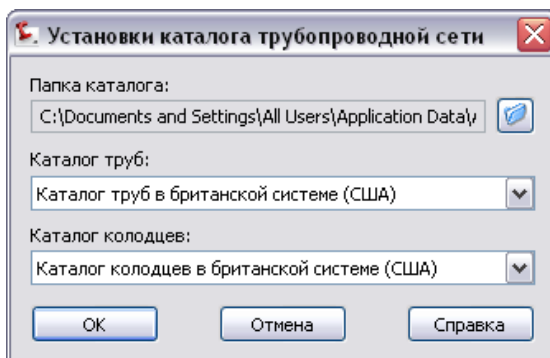 Установки каталога трубопроводной сети
Папка каталога:
C:\Documents and Settings\All Users\Application Data\
Каталог труб:
Каталог труб в британской системе (США)
Каталог колодцев:
Каталог колодцев в британской системе (США)
ОК
Отмена
Справка